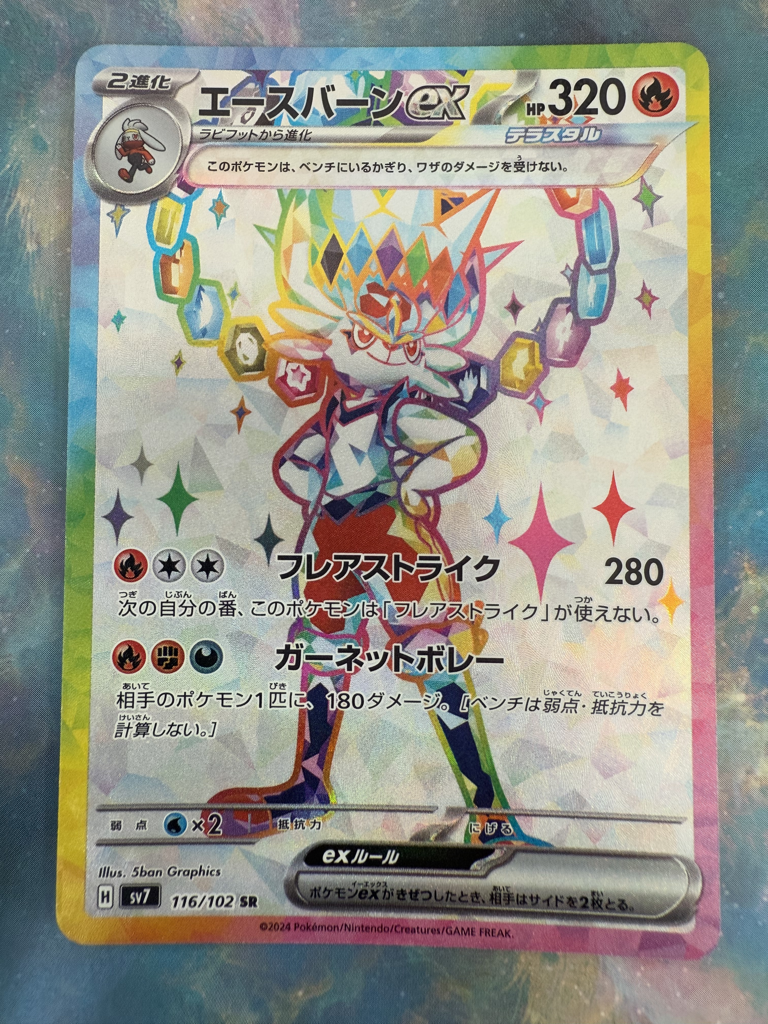 2進化
エースバーンex
HP320
ラビフットから進化
テラスタル
このポケモンは、ベンチにいるかぎり、ワザのダメージを受けない。
フレアストライク 280
次の自分の番、このポケモンは「フレアストライク」が使えない。
ガーネットボレー
相手のポケモン1匹に、180ダメージ。[ベンチは弱点・抵抗力を
計算しない。]
弱点 ×2 抵抗力 にげる
exルール
ポケモンexがきぜつしたとき、相手はサイドを2枚とる。
Illus. 5ban Graphics
H sv7 116/102 SR
©2024 Pokémon/Nintendo/Creatures/GAME FREAK.